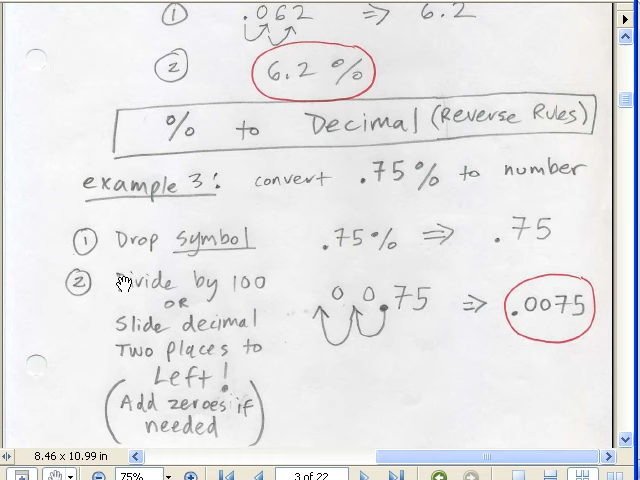 ① .062 ⇒ 6.2
② 6.2 %
% to Decimal (Reverse Rules)
example 3: convert .75% to number
① Drop symbol .75% ⇒ .75
② Divide by 100
OR
Slide decimal
Two places to
Left!
(Add zeroes if
needed)
00.75 ⇒ .0075
8.46 x 10.99 in
75%
3 of 22